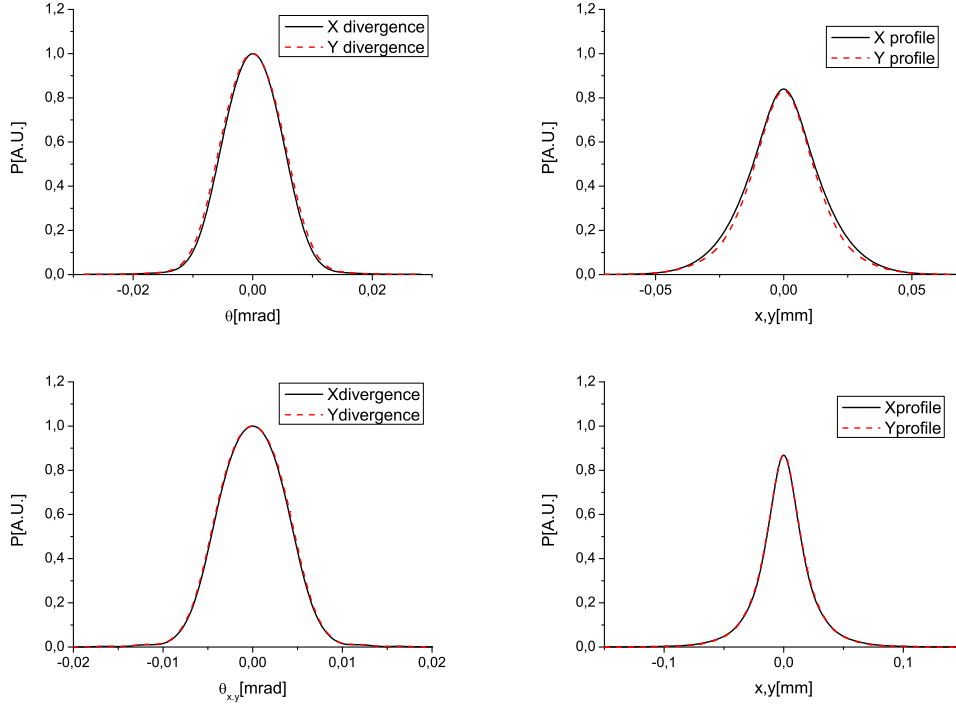 1,2
1,0
0,8
0,6
0,4
0,2
0,0
P[A.U.]
X divergence
Y divergence
-0,02
0,00
0,02
θ[mrad]
1,2
1,0
0,8
0,6
0,4
0,2
0,0
P[A.U.]
X profile
Y profile
-0,05
0,00
0,05
x,y[mm]
1,2
1,0
0,8
0,6
0,4
0,2
0,0
P[A.U.]
Xdivergence
Ydivergence
-0,02
-0,01
0,00
0,01
0,02
θx.y[mrad]
1,2
1,0
0,8
0,6
0,4
0,2
0,0
P[A.U.]
Xprofile
Yprofile
-0,1
0,0
0,1
x,y[mm]